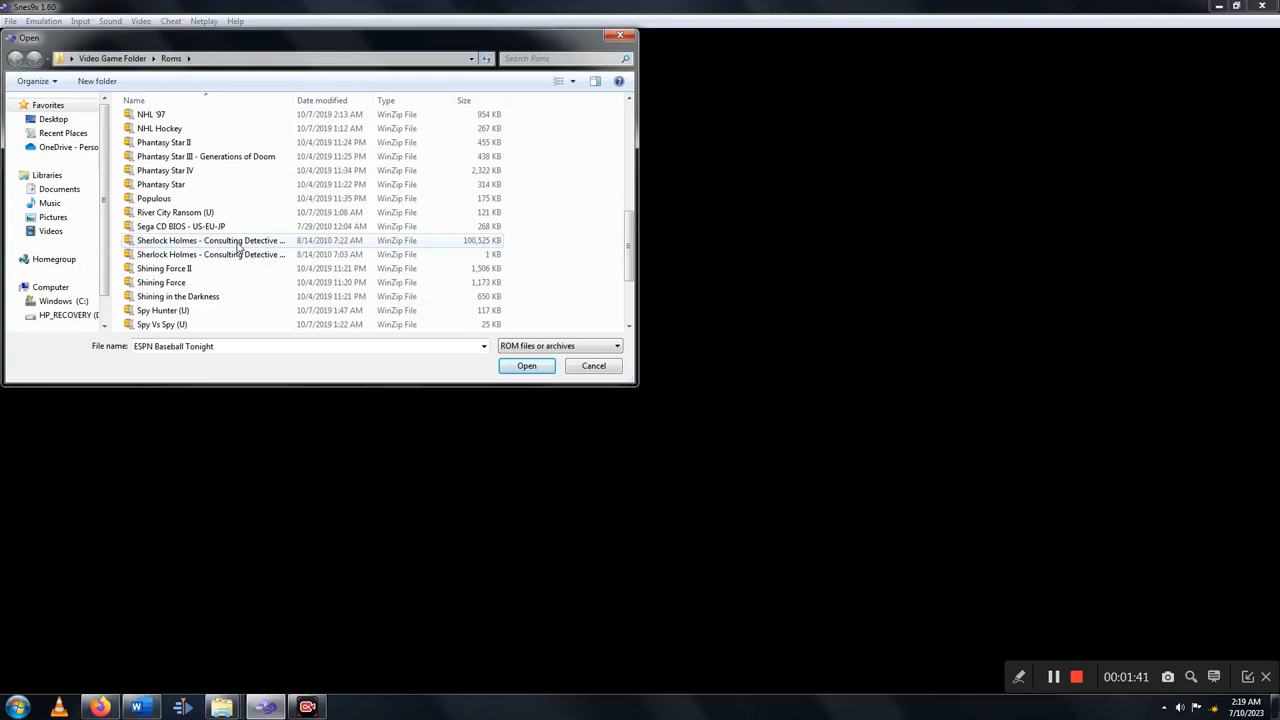 Snes9x 1.60
File Emulation Input Sound Video Cheat Netplay Help
Open
Video Game Folder Roms Search Roms
Organize New folder
Name Date modified Type Size
Favorites
Desktop
Recent Places
OneDrive - Perso
Libraries
Documents
Music
Pictures
Videos
Homegroup
Computer
Windows (C:)
HP_RECOVERY (D
NHL '97 10/7/2019 2:13 AM WinZip File 954 KB
NHL Hockey 10/7/2019 1:12 AM WinZip File 267 KB
Phantasy Star II 10/4/2019 11:24 PM WinZip File 455 KB
Phantasy Star III - Generations of Doom 10/4/2019 11:25 PM WinZip File 438 KB
Phantasy Star IV 10/4/2019 11:34 PM WinZip File 2,322 KB
Phantasy Star 10/4/2019 11:22 PM WinZip File 314 KB
Populous 10/4/2019 11:35 PM WinZip File 175 KB
River City Ransom (U) 10/7/2019 1:08 AM WinZip File 121 KB
Sega CD BIOS - US-EU-JP 7/29/2010 12:04 AM WinZip File 268 KB
Sherlock Holmes - Consulting Detective ... 8/14/2010 7:22 AM WinZip File 100,525 KB
Sherlock Holmes - Consulting Detective ... 8/14/2010 7:03 AM WinZip File 1 KB
Shining Force II 10/4/2019 11:21 PM WinZip File 1,506 KB
Shining Force 10/4/2019 11:20 PM WinZip File 1,173 KB
Shining in the Darkness 10/4/2019 11:21 PM WinZip File 650 KB
Spy Hunter (U) 10/7/2019 1:47 AM WinZip File 117 KB
Spy Vs Spy (U) 10/7/2019 1:22 AM WinZip File 25 KB
File name: ESPN Baseball Tonight ROM files or archives
Open Cancel
00:01:41
2:19 AM
7/10/2023